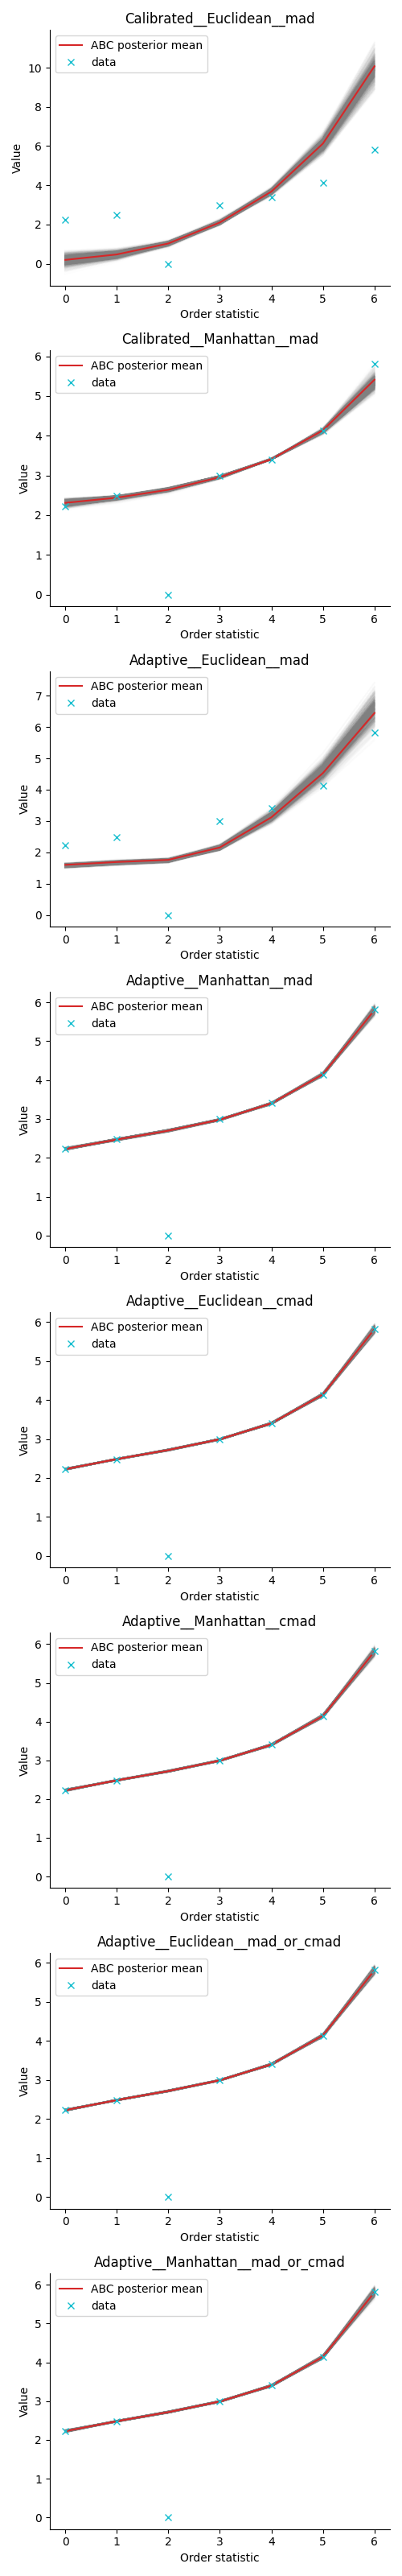 Calibrated__Euclidean__mad
ABC posterior mean
data
10
8
6
4
2
0
Value
0 1 2 3 4 5 6
Order statistic
Calibrated__Manhattan__mad
ABC posterior mean
data
6
5
4
3
2
1
0
Value
0 1 2 3 4 5 6
Order statistic
Adaptive__Euclidean__mad
ABC posterior mean
data
7
6
5
4
3
2
1
0
Value
0 1 2 3 4 5 6
Order statistic
Adaptive__Manhattan__mad
ABC posterior mean
data
6
5
4
3
2
1
0
Value
0 1 2 3 4 5 6
Order statistic
Adaptive__Euclidean__cmad
ABC posterior mean
data
6
5
4
3
2
1
0
Value
0 1 2 3 4 5 6
Order statistic
Adaptive__Manhattan__cmad
ABC posterior mean
data
6
5
4
3
2
1
0
Value
0 1 2 3 4 5 6
Order statistic
Adaptive__Euclidean__mad_or_cmad
ABC posterior mean
data
6
5
4
3
2
1
0
Value
0 1 2 3 4 5 6
Order statistic
Adaptive__Manhattan__mad_or_cmad
ABC posterior mean
data
6
5
4
3
2
1
0
Value
0 1 2 3 4 5 6
Order statistic